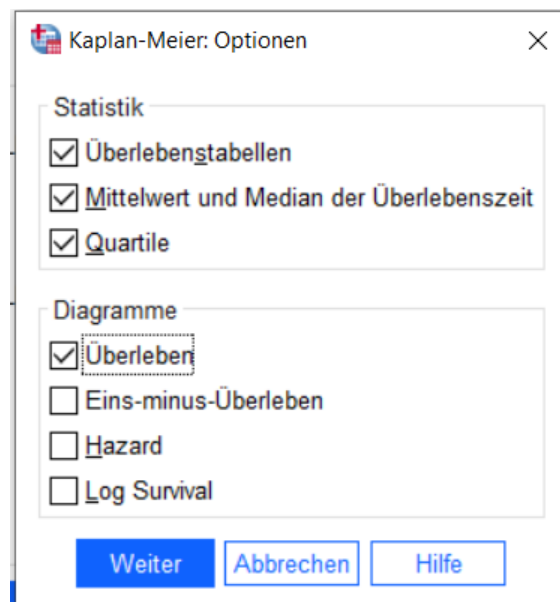 Kaplan-Meier: Optionen
Statistik
Überlebenstabellen
Mittelwert und Median der Überlebenszeit
Quartile
Diagramme
Überleben
Eins-minus-Überleben
Hazard
Log Survival
Weiter Abbrechen Hilfe